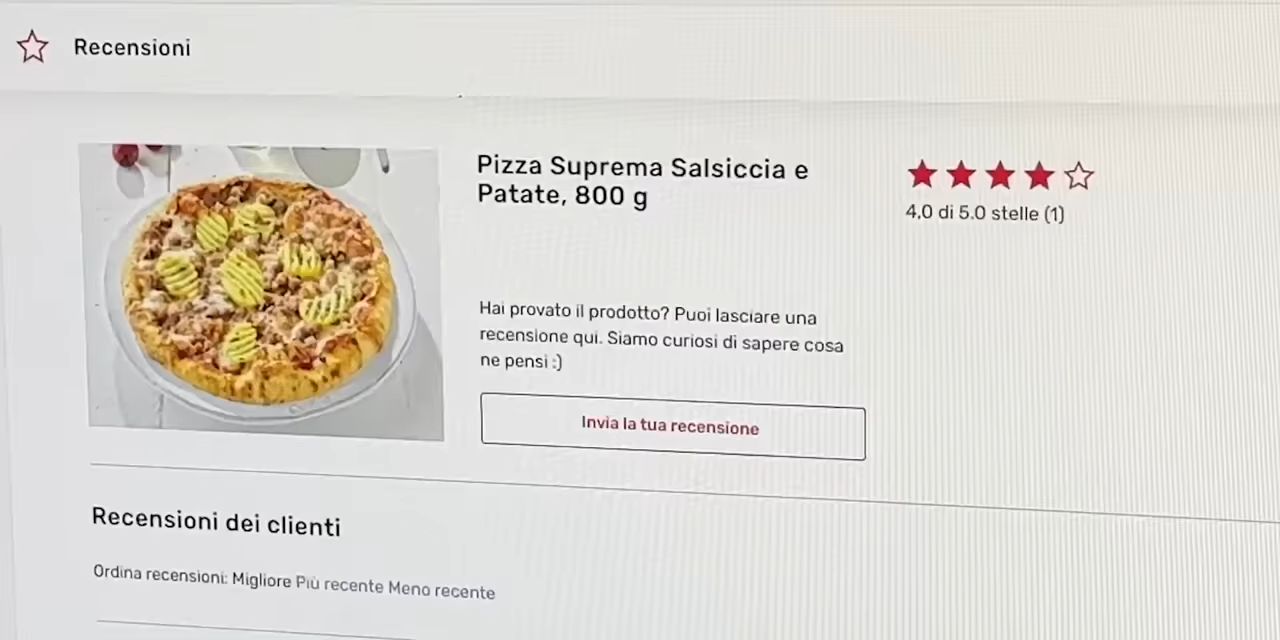 Recensioni
Pizza Suprema Salsiccia e
Patate, 800 g
4.0 di 5.0 stelle (1)
Hai provato il prodotto? Puoi lasciare una
recensione qui. Siamo curiosi di sapere cosa
ne pensi :)
Invia la tua recensione
Recensioni dei clienti
Ordina recensioni: Migliore Più recente Meno recente